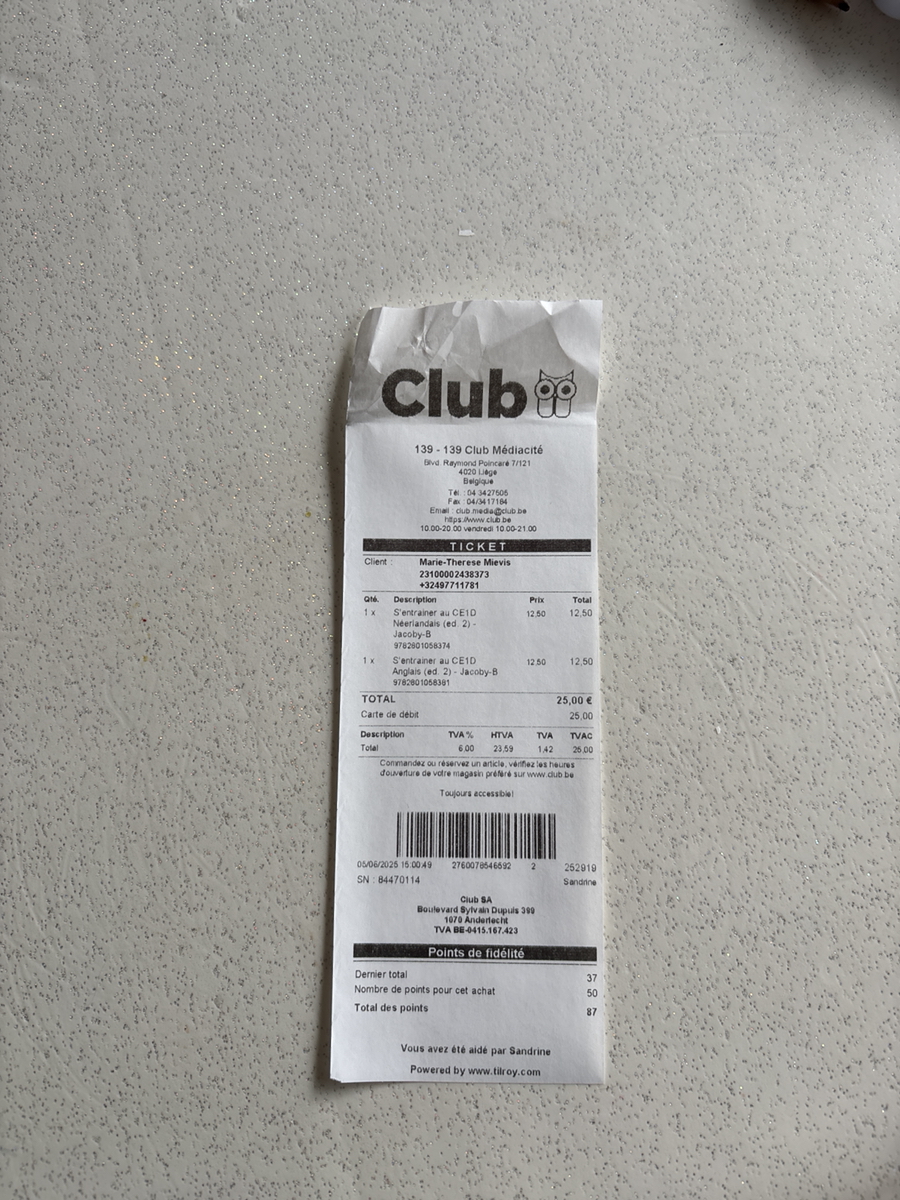 Club
139 - 139 Club Médiacité
Blvd. Raymond Poincaré 7/121
4020 Liège
Belgique
Tél. : 04 3427505
Fax : 04/3417184
Email : club.media@club.be
https://www.club.be
10.00-20.00 vendredi 10.00-21.00
TICKET
Client : Marie-Therese Mievis
23100002438373
+32497711781
Qté. Description Prix Total
1 x S'entrainer au CE1D 12,50 12,50
Néerlandais (ed. 2) -
Jacoby-B
9782801058374
1 x S'entrainer au CE1D 12,50 12,50
Anglais (ed. 2) - Jacoby-B
9782801058381
TOTAL 25,00 €
Carte de débit 25,00
Description TVA % HTVA TVA TVAC
Total 6,00 23,59 1,42 25,00
Commandez ou réservez un article, vérifiez les heures
d'ouverture de votre magasin préféré sur www.club.be
Toujours accessible!
05/06/2025 15:00:49 2760078546592 2 252919
SN : 84470114 Sandrine
Club SA
Boulevard Sylvain Dupuis 399
1070 Anderlecht
TVA BE-0415.167.423
Points de fidélité
Dernier total 37
Nombre de points pour cet achat 50
Total des points 87
Vous avez été aidé par Sandrine
Powered by www.tilroy.com